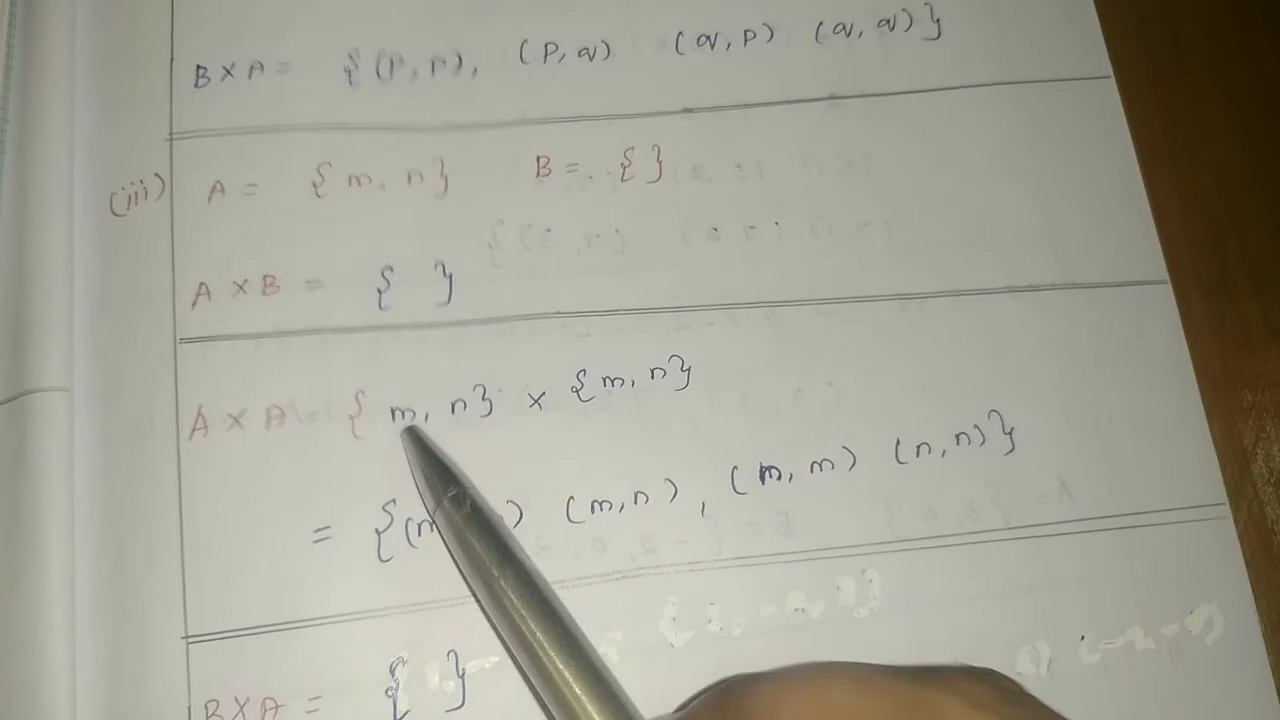 B × A = {(P, P), (P, q) (q, P) (q, q)}
(iii) A = { m, n} B = { }
A × B = { }
A × A = { m, n} × {m, n}
= {(m ) (m, n), (m, m) (n, n)}
B × A = { }